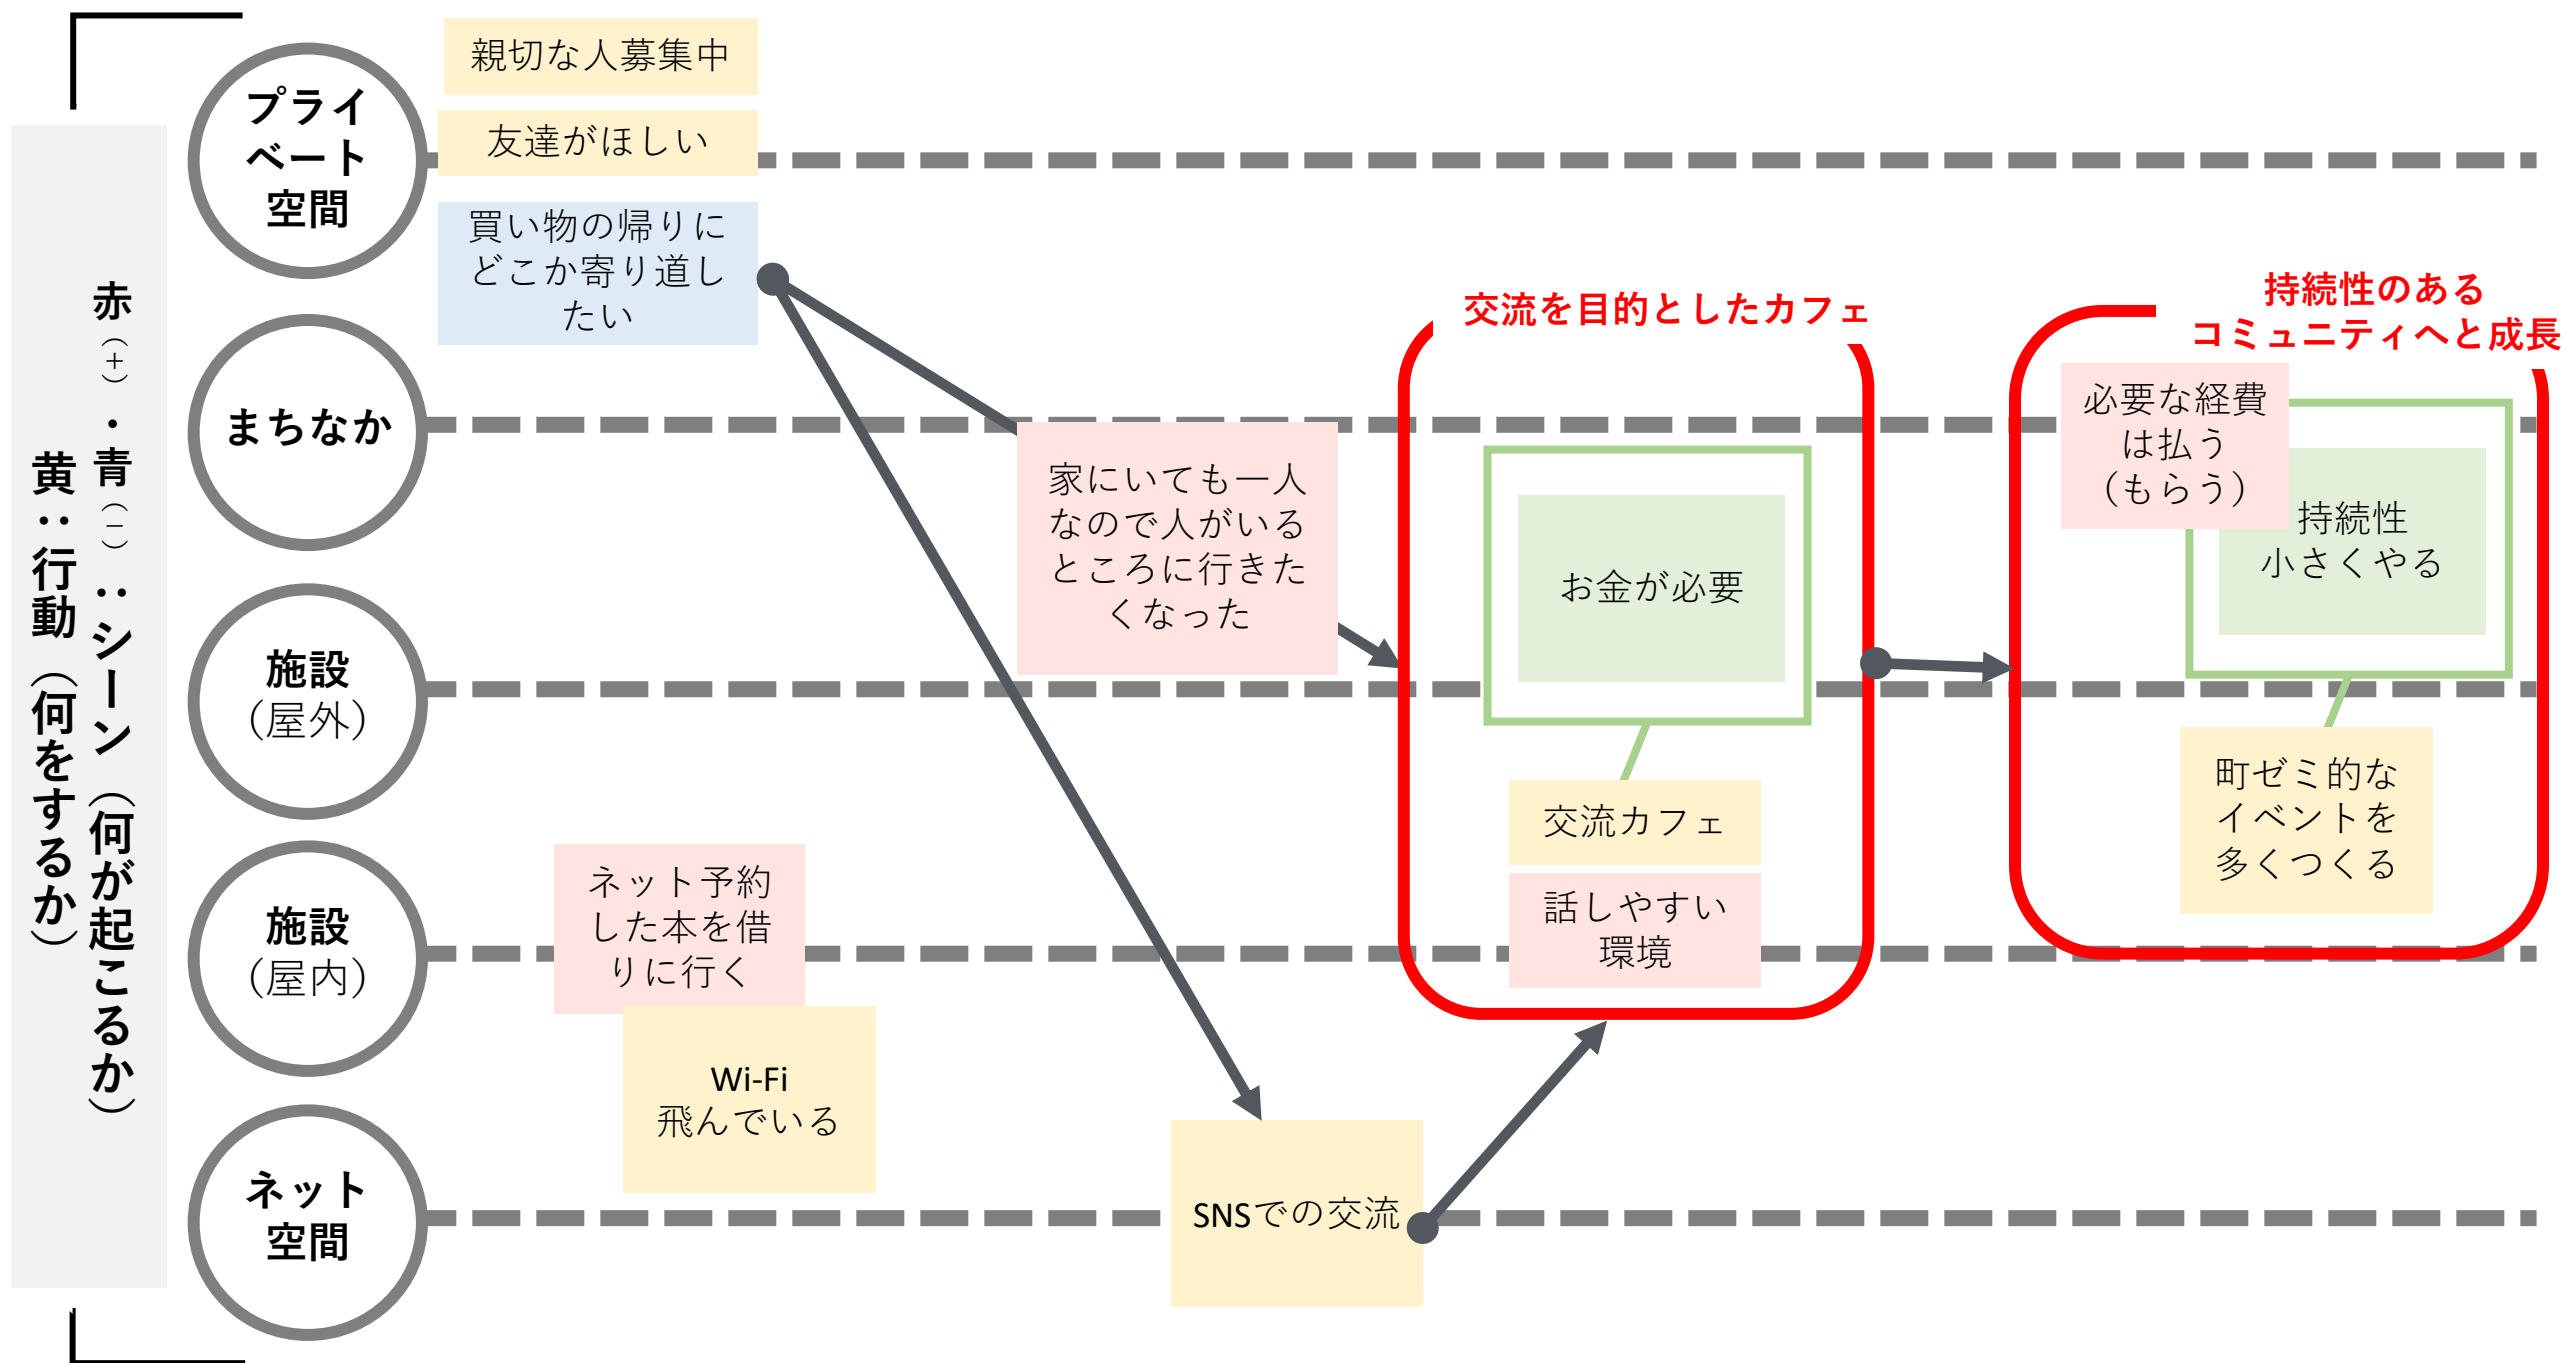 赤（+）・青（−）：シーン（何が起こるか）
黄：行動（何をするか）
プライ
ベート
空間
まちなか
施設
（屋外）
施設
（屋内）
ネット
空間
親切な人募集中
友達がほしい
買い物の帰りに
どこか寄り道し
たい
家にいても一人
なので人がいる
ところに行きた
くなった
ネット予約
した本を借
りに行く
Wi-Fi
飛んでいる
SNSでの交流
交流を目的としたカフェ
お金が必要
交流カフェ
話しやすい
環境
持続性のある
コミュニティへと成長
必要な経費
は払う
（もらう）
持続性
小さくやる
町ゼミ的な
イベントを
多くつくる